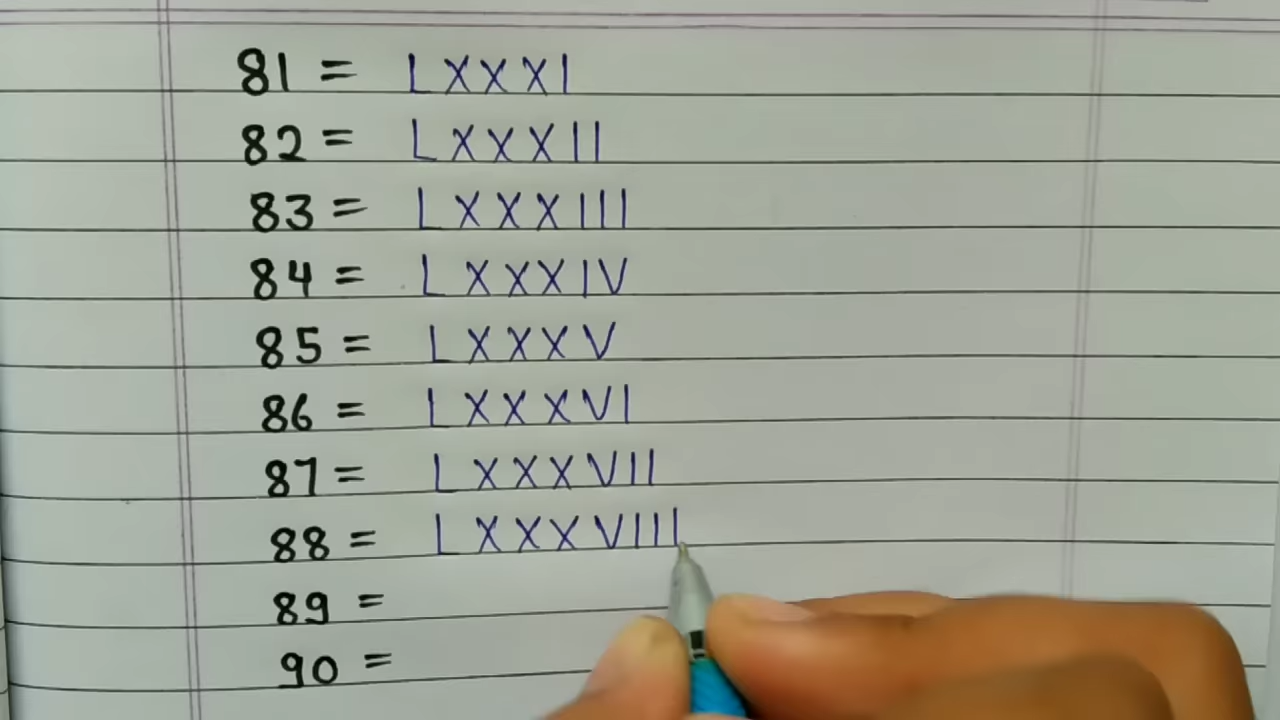 81 = LXXXI
82 = LXXXII
83 = LXXXIII
84 = LXXXIV
85 = LXXXV
86 = LXXXVI
87 = LXXXVII
88 = LXXXVIII
89 =
90 =